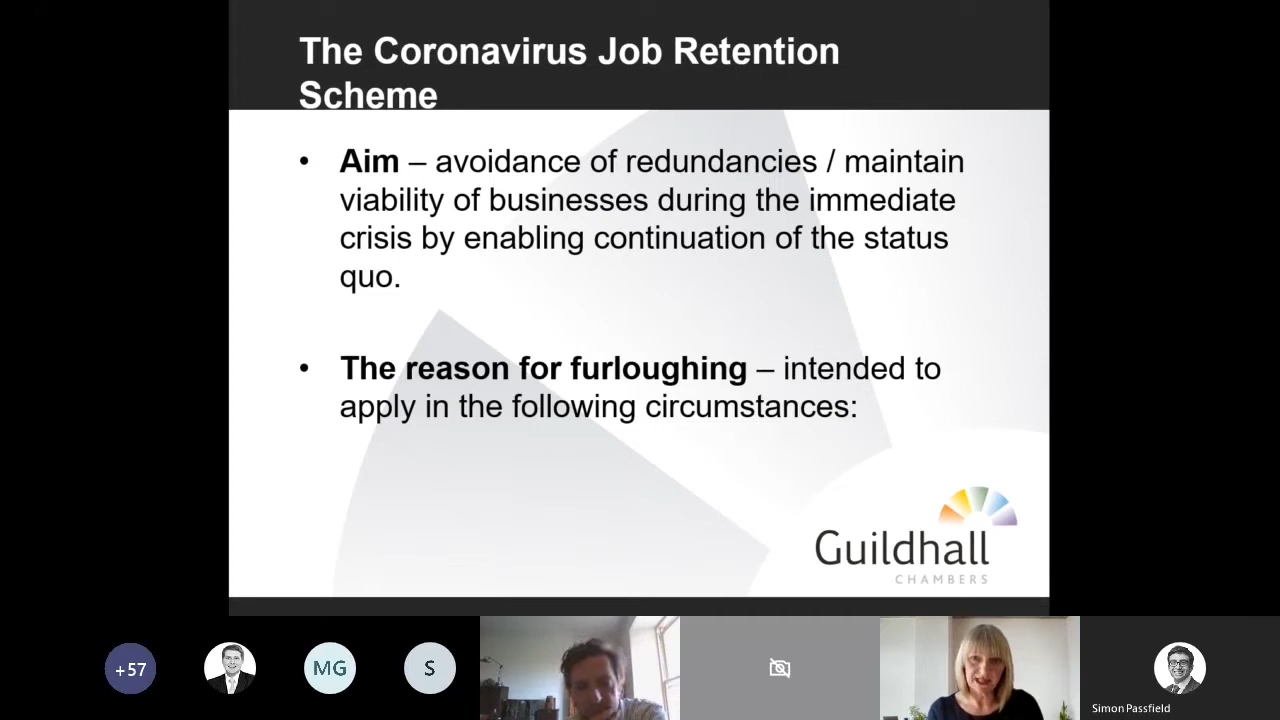 The Coronavirus Job Retention
Scheme
• Aim – avoidance of redundancies / maintain
viability of businesses during the immediate
crisis by enabling continuation of the status
quo.
• The reason for furloughing – intended to
apply in the following circumstances:
Guildhall
CHAMBERS
+57
MG
S
Simon Passfield